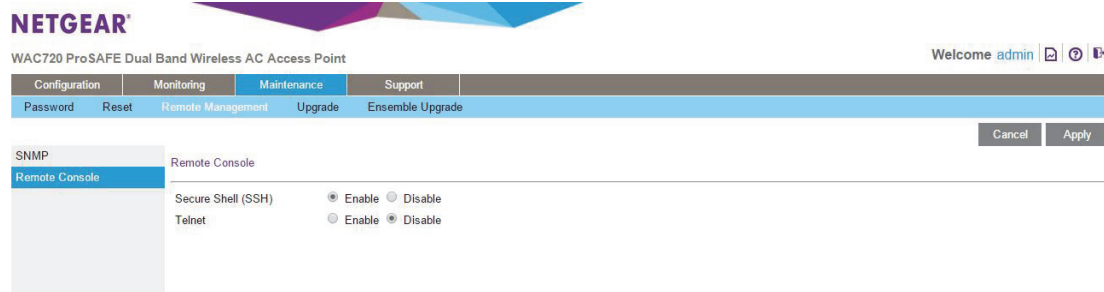 NETGEAR®
WAC720 ProSAFE Dual Band Wireless AC Access Point
Welcome admin
Configuration Monitoring Maintenance Support
Password Reset Remote Management Upgrade Ensemble Upgrade
Cancel Apply
SNMP
Remote Console
Remote Console
Secure Shell (SSH) Enable Disable
Telnet Enable Disable